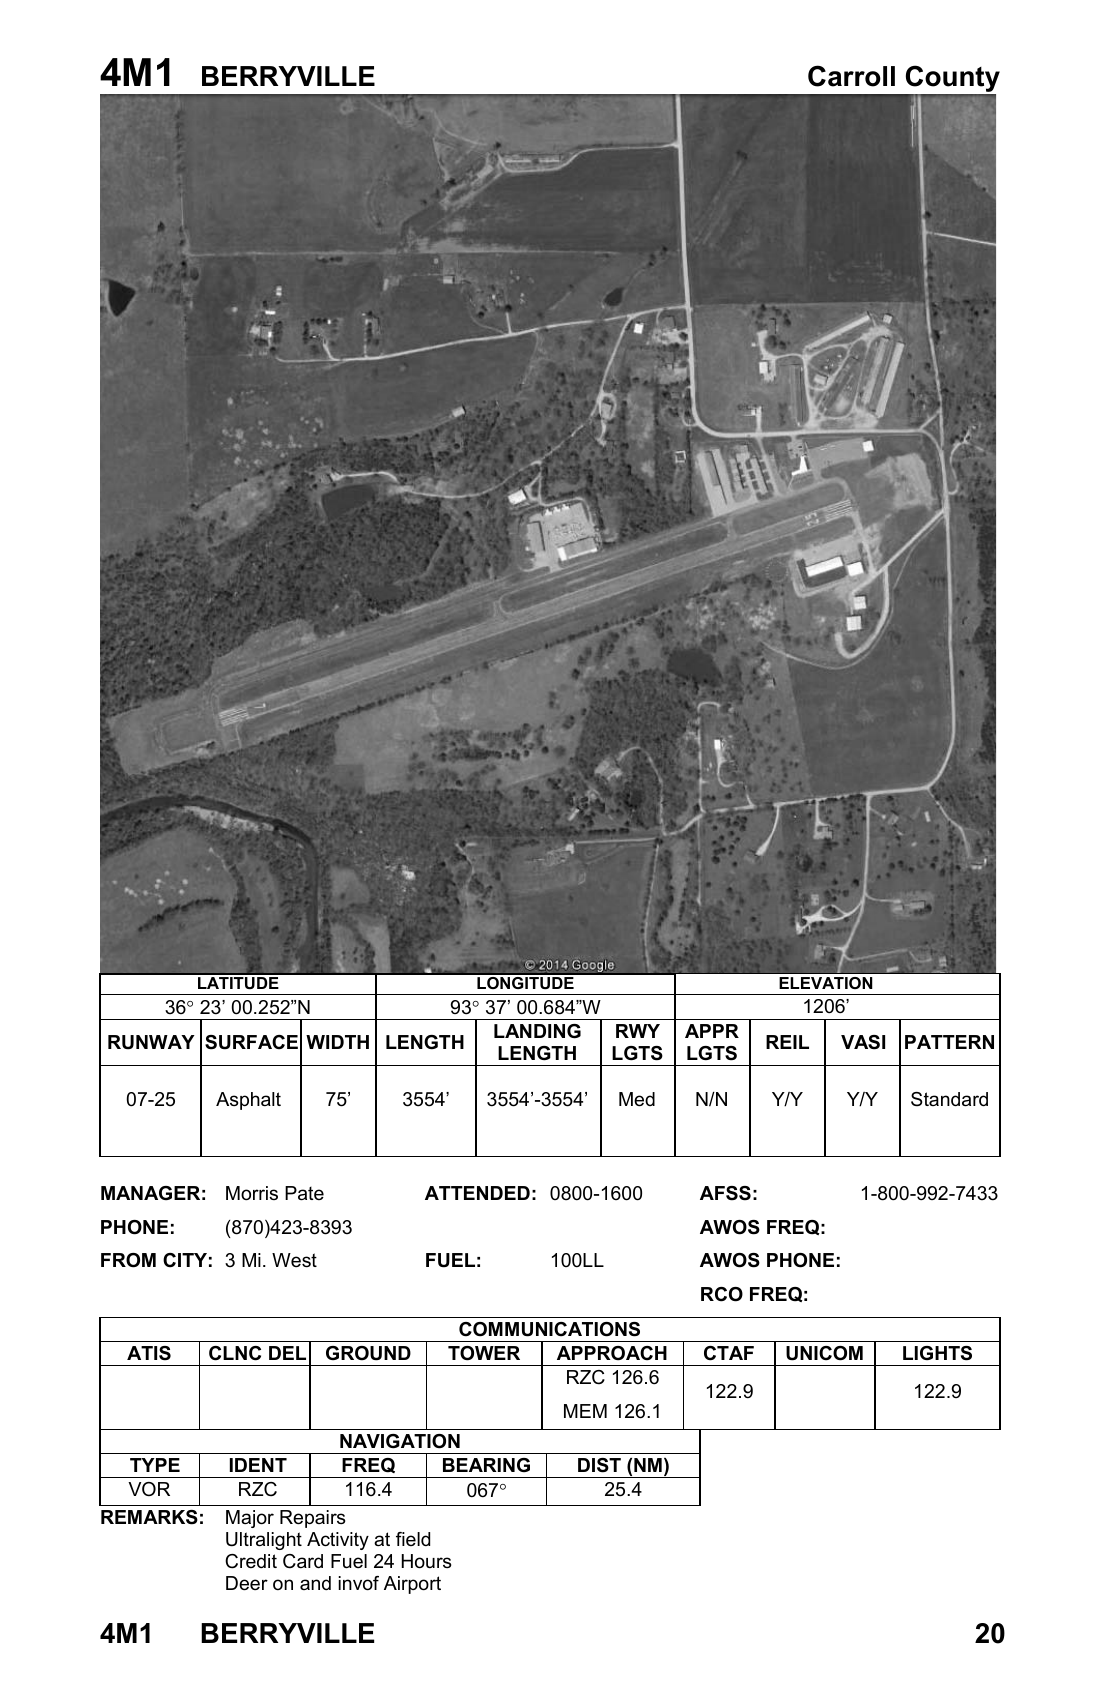 4M1 BERRYVILLE Carroll County
25
7
© 2014 Google
LATITUDE LONGITUDE ELEVATION
36° 23’ 00.252”N 93° 37’ 00.684”W 1206’
RUNWAY SURFACE WIDTH LENGTH LANDING LENGTH RWY LGTS APPR LGTS REIL VASI PATTERN
07-25 Asphalt 75’ 3554’ 3554’-3554’ Med N/N Y/Y Y/Y Standard
MANAGER: Morris Pate ATTENDED: 0800-1600 AFSS: 1-800-992-7433
PHONE: (870)423-8393 AWOS FREQ:
FROM CITY: 3 Mi. West FUEL: 100LL AWOS PHONE:
RCO FREQ:
COMMUNICATIONS
ATIS CLNC DEL GROUND TOWER APPROACH CTAF UNICOM LIGHTS
RZC 126.6
122.9 122.9
MEM 126.1
NAVIGATION
TYPE IDENT FREQ BEARING DIST (NM)
VOR RZC 116.4 067° 25.4
REMARKS: Major Repairs
Ultralight Activity at field
Credit Card Fuel 24 Hours
Deer on and invof Airport
4M1 BERRYVILLE 20